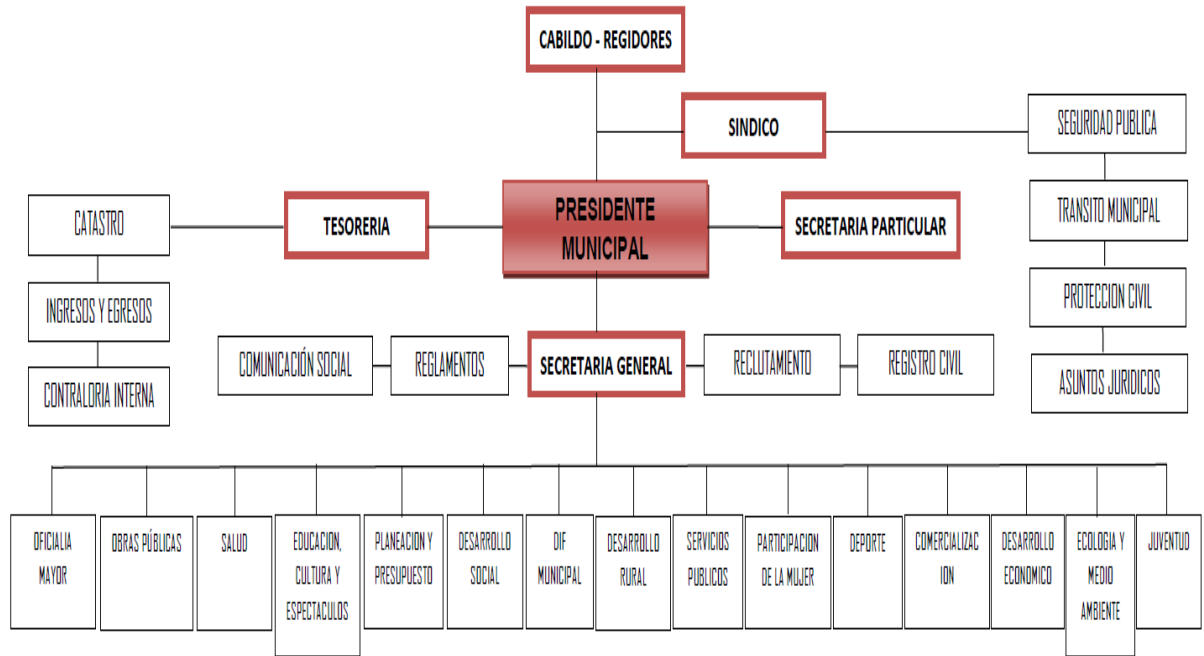 CABILDO - REGIDORES
SINDICO
SEGURIDAD PUBLICA
CATASTRO
TESORERIA
PRESIDENTE
MUNICIPAL
SECRETARIA PARTICULAR
TRANSITO MUNICIPAL
INGRESOS Y EGRESOS
PROTECCION CIVIL
COMUNICACIÓN SOCIAL
REGLAMENTOS
SECRETARIA GENERAL
RECLUTAMIENTO
REGISTRO CIVIL
CONTRALORIA INTERNA
ASUNTOS JURIDICOS
OFICIALIA
MAYOR
OBRAS PÚBLICAS
SALUD
EDUCACION,
CULTURA Y
ESPECTACULOS
PLANEACION Y
PRESUPUESTO
DESARROLLO
SOCIAL
DIF
MUNICIPAL
DESARROLLO
RURAL
SERVICIOS
PUBLICOS
PARTICIPACION
DE LA MUJER
DEPORTE
COMERCIALIZAC
ION
DESARROLLO
ECONOMICO
ECOLOGIA Y
MEDIO
AMBIENTE
JUVENTUD